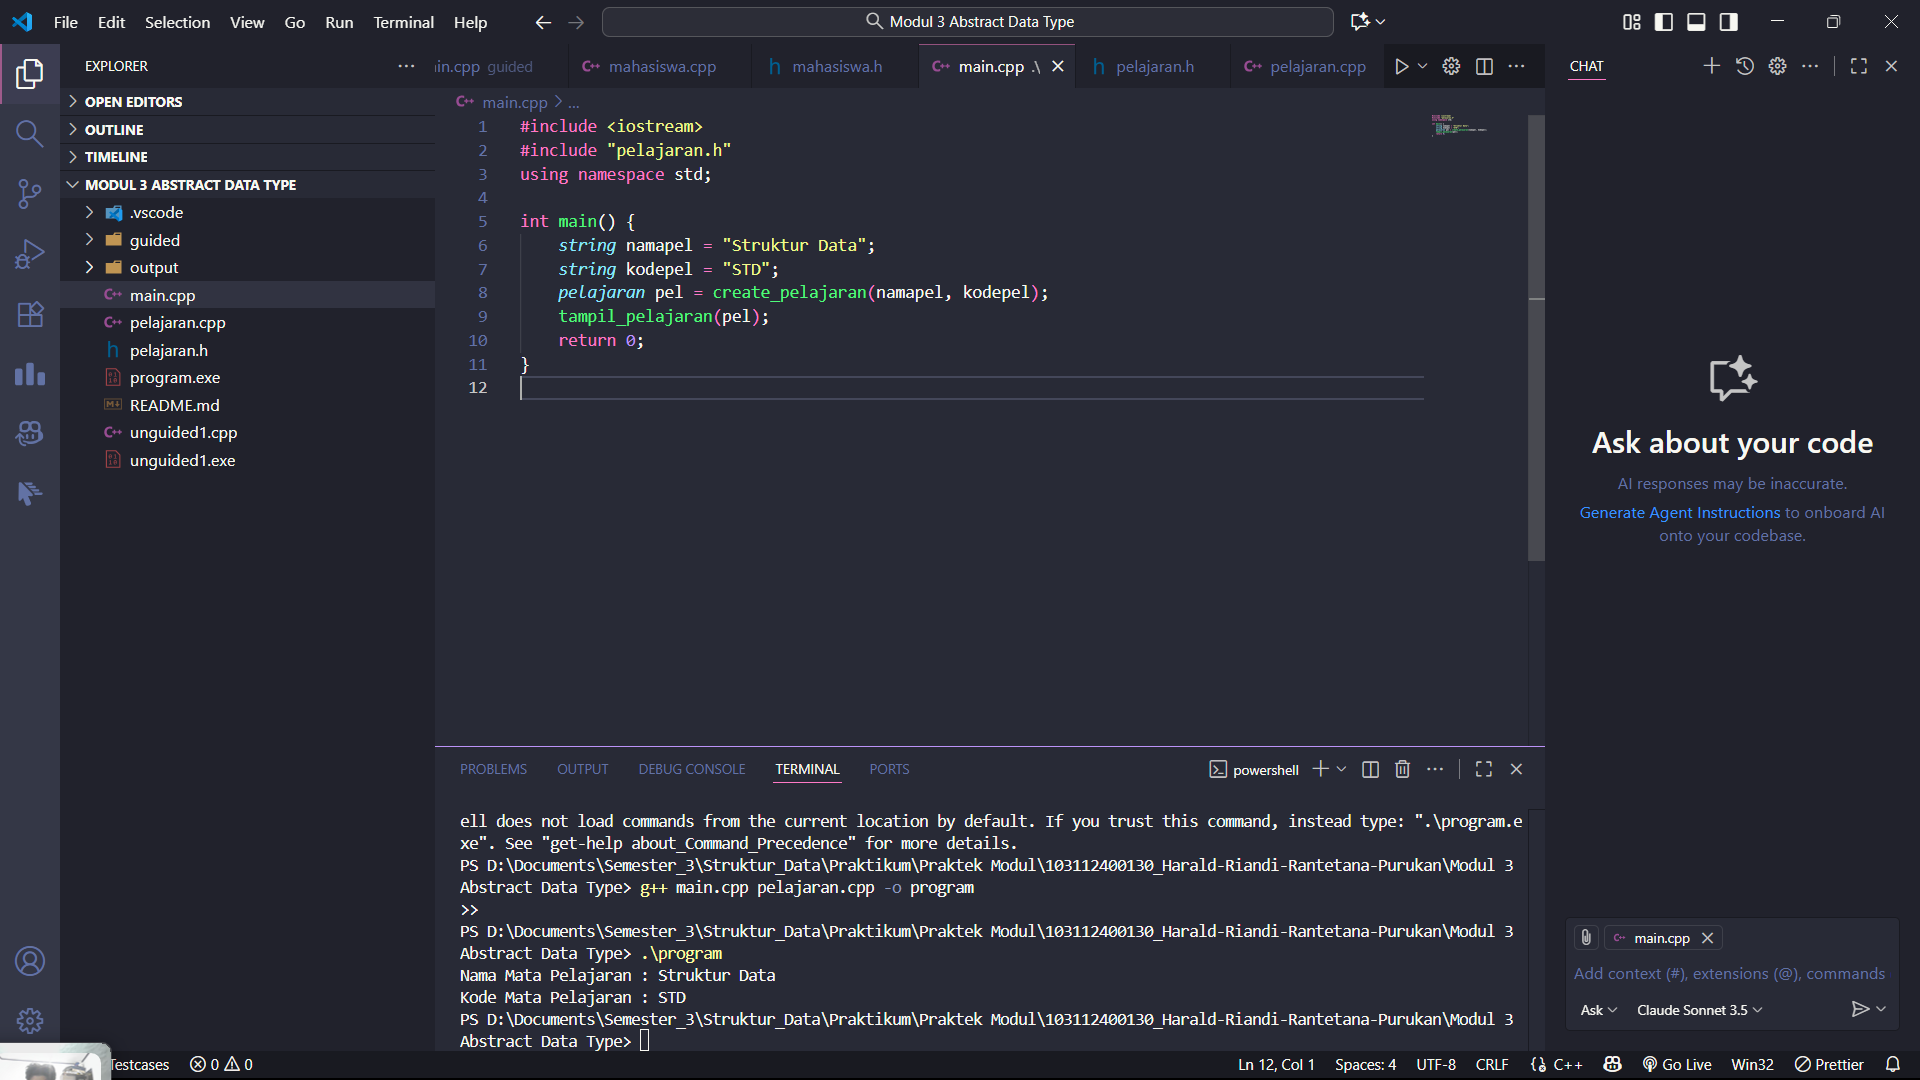 File Edit Selection View Go Run Terminal Help
Modul 3 Abstract Data Type
EXPLORER
in.cpp guided
mahasiswa.cpp
mahasiswa.h
main.cpp .\
pelajaran.h
pelajaran.cpp
CHAT
OPEN EDITORS
OUTLINE
TIMELINE
MODUL 3 ABSTRACT DATA TYPE
.vscode
guided
output
main.cpp
pelajaran.cpp
pelajaran.h
program.exe
README.md
unguided1.cpp
unguided1.exe
main.cpp > ...
1 #include <iostream>
2 #include "pelajaran.h"
3 using namespace std;
4
5 int main() {
6 string namapel = "Struktur Data";
7 string kodepel = "STD";
8 pelajaran pel = create_pelajaran(namapel, kodepel);
9 tampil_pelajaran(pel);
10 return 0;
11 }
12
PROBLEMS OUTPUT DEBUG CONSOLE TERMINAL PORTS
powershell
ell does not load commands from the current location by default. If you trust this command, instead type: ".\program.e
xe". See "get-help about_Command_Precedence" for more details.
PS D:\Documents\Semester_3\Struktur_Data\Praktikum\Praktek Modul\103112400130_Harald-Riandi-Rantetana-Purukan\Modul 3
Abstract Data Type> g++ main.cpp pelajaran.cpp -o program
>>
PS D:\Documents\Semester_3\Struktur_Data\Praktikum\Praktek Modul\103112400130_Harald-Riandi-Rantetana-Purukan\Modul 3
Abstract Data Type> .\program
Nama Mata Pelajaran : Struktur Data
Kode Mata Pelajaran : STD
PS D:\Documents\Semester_3\Struktur_Data\Praktikum\Praktek Modul\103112400130_Harald-Riandi-Rantetana-Purukan\Modul 3
Abstract Data Type>
Ask about your code
AI responses may be inaccurate.
Generate Agent Instructions to onboard AI
onto your codebase.
main.cpp
Add context (#), extensions (@), commands
Ask
Claude Sonnet 3.5
Testcases
0 0
Ln 12, Col 1
Spaces: 4
UTF-8
CRLF
C++
Go Live
Win32
Prettier